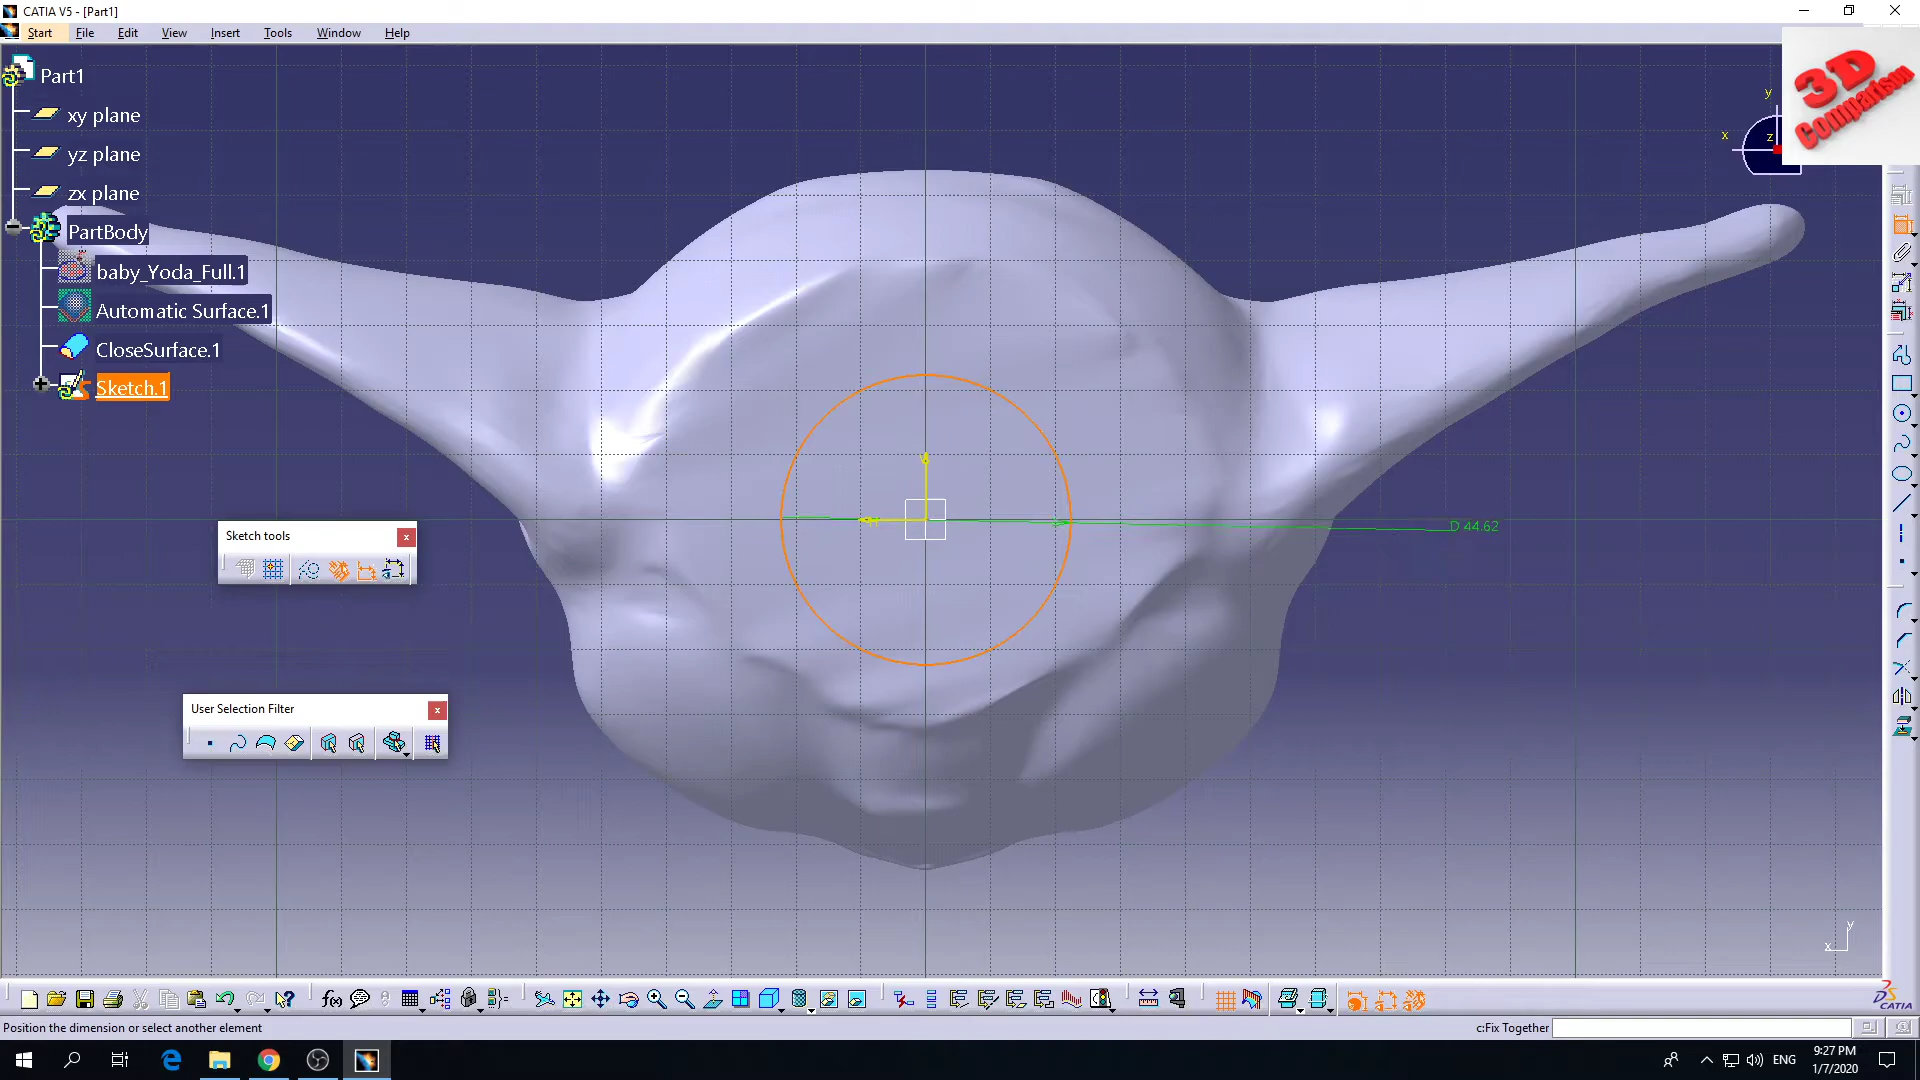 CATIA V5 - [Part1]
Start File Edit View Insert Tools Window Help
3D
Comparison
Part1
xy plane
yz plane
zx plane
PartBody
baby_Yoda_Full.1
Automatic Surface.1
CloseSurface.1
Sketch.1
y
x
z
V
H
D 44.62
Sketch tools
User Selection Filter
y
x
f(x)
CATIA
Position the dimension or select another element
c:Fix Together
ENG
9:27 PM
1/7/2020